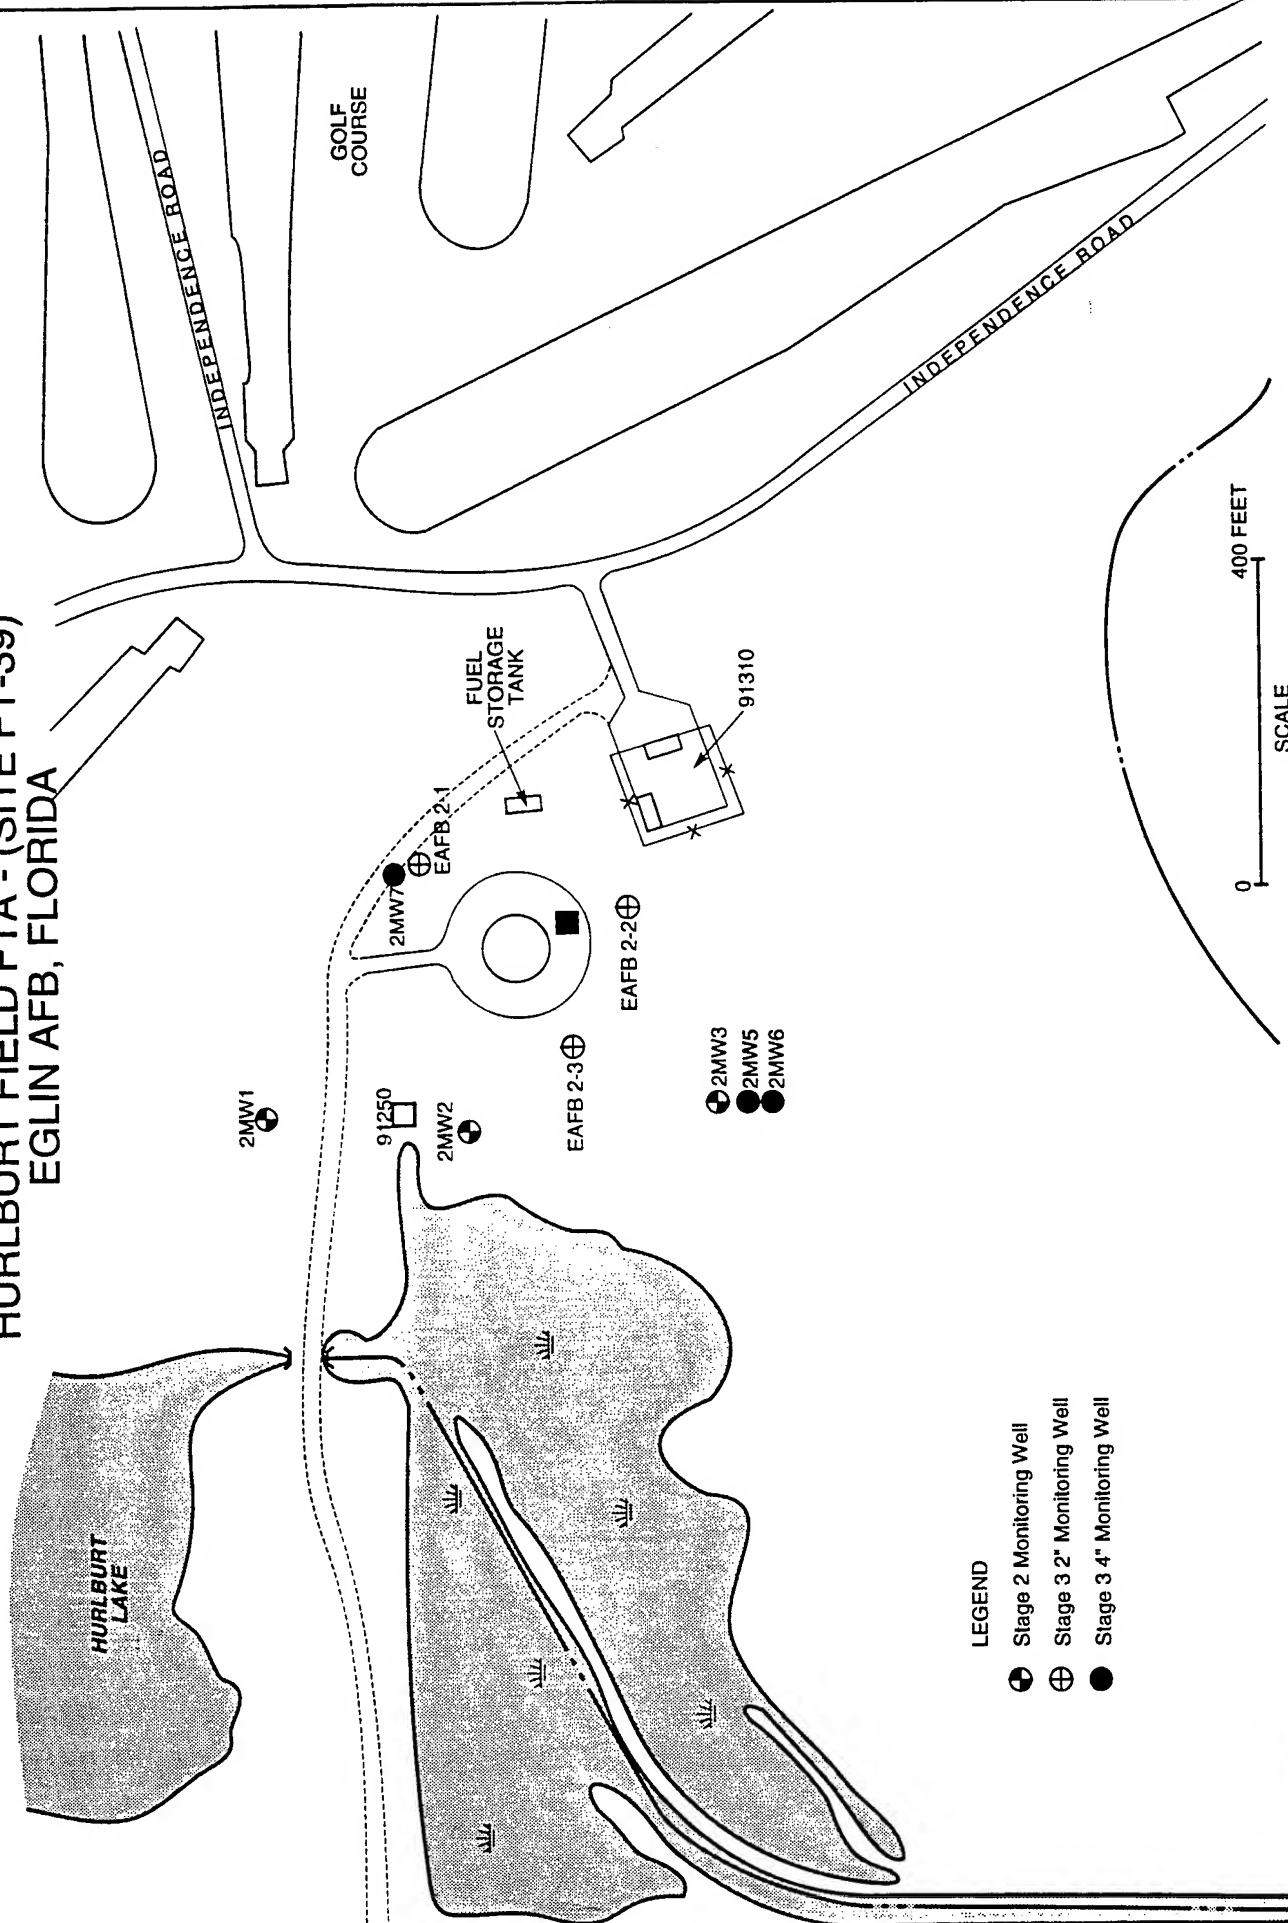 HURLBURT FIELD FTA - (SITE FT-39)
EGLIN AFB, FLORIDA
HURLBURT
LAKE
2MW1
91250
2MW2
EAFB 2-3
2MW3
2MW5
2MW6
2MW7
EAFB 2-1
EAFB 2-2
FUEL
STORAGE
TANK
91310
INDEPENDENCE ROAD
GOLF
COURSE
INDEPENDENCE ROAD
LEGEND
Stage 2 Monitoring Well
Stage 3 2" Monitoring Well
Stage 3 4" Monitoring Well
0
400 FEET
SCALE